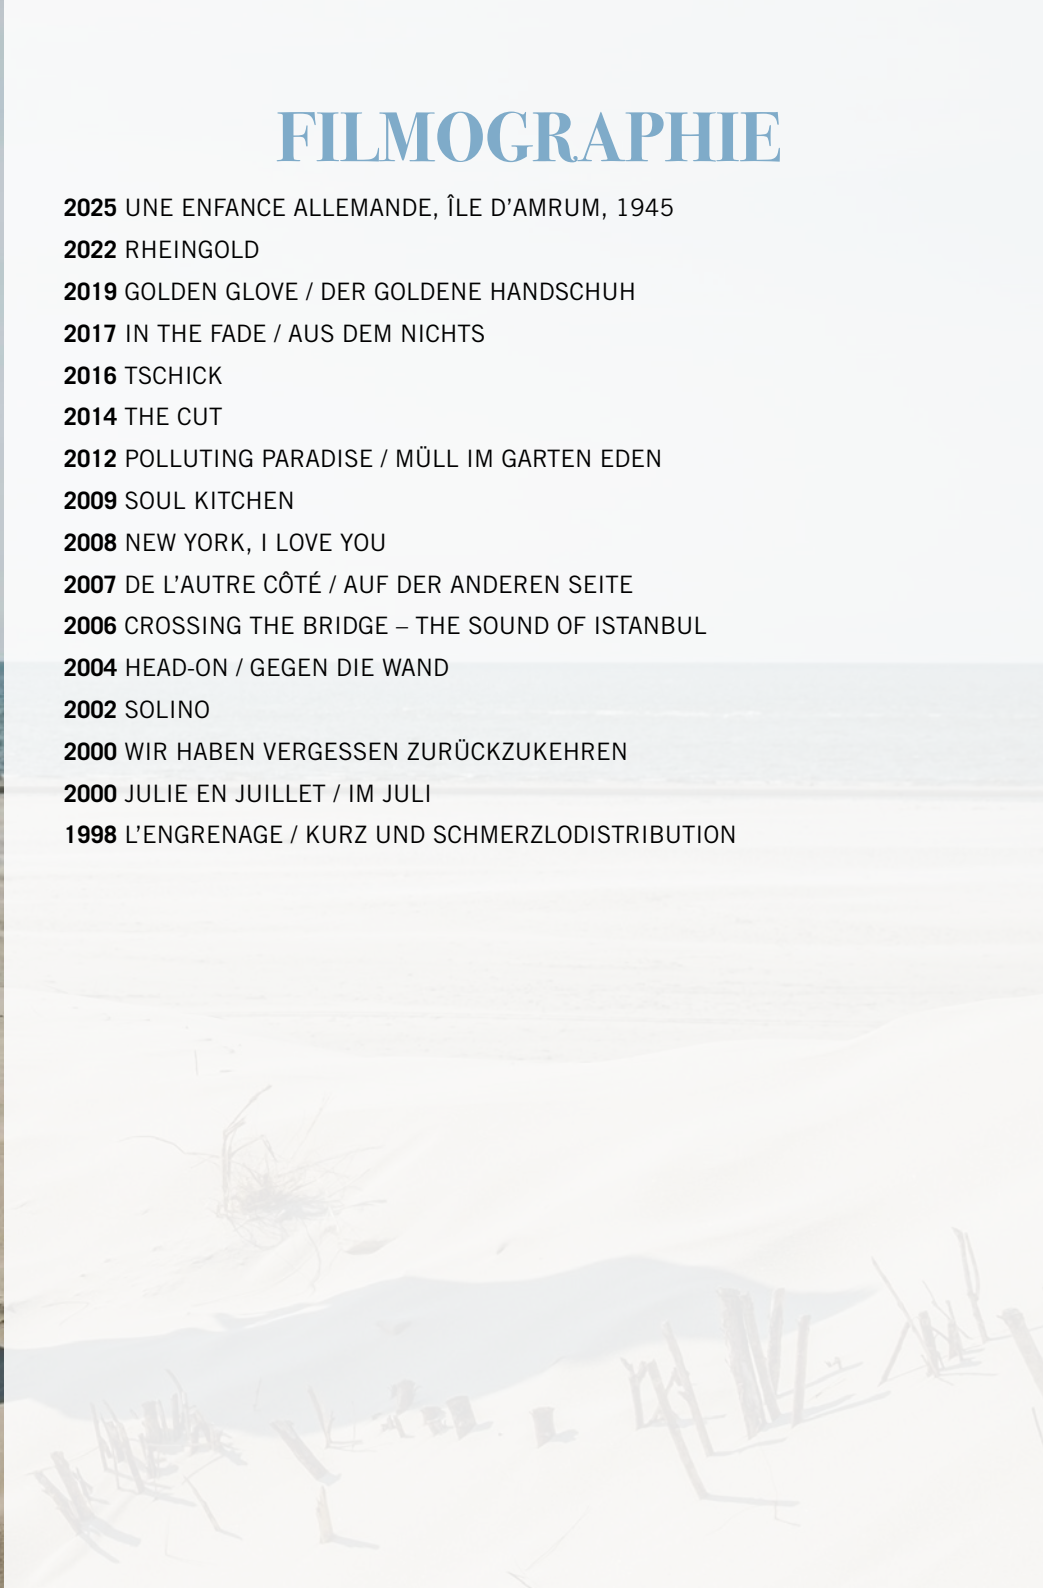 FILMOGRAPHIE
2025 UNE ENFANCE ALLEMANDE, ÎLE D’AMRUM, 1945
2022 RHEINGOLD
2019 GOLDEN GLOVE / DER GOLDENE HANDSCHUH
2017 IN THE FADE / AUS DEM NICHTS
2016 TSCHICK
2014 THE CUT
2012 POLLUTING PARADISE / MÜLL IM GARTEN EDEN
2009 SOUL KITCHEN
2008 NEW YORK, I LOVE YOU
2007 DE L’AUTRE CÔTÉ / AUF DER ANDEREN SEITE
2006 CROSSING THE BRIDGE – THE SOUND OF ISTANBUL
2004 HEAD-ON / GEGEN DIE WAND
2002 SOLINO
2000 WIR HABEN VERGESSEN ZURÜCKZUKEHREN
2000 JULIE EN JUILLET / IM JULI
1998 L’ENGRENAGE / KURZ UND SCHMERZLODISTRIBUTION